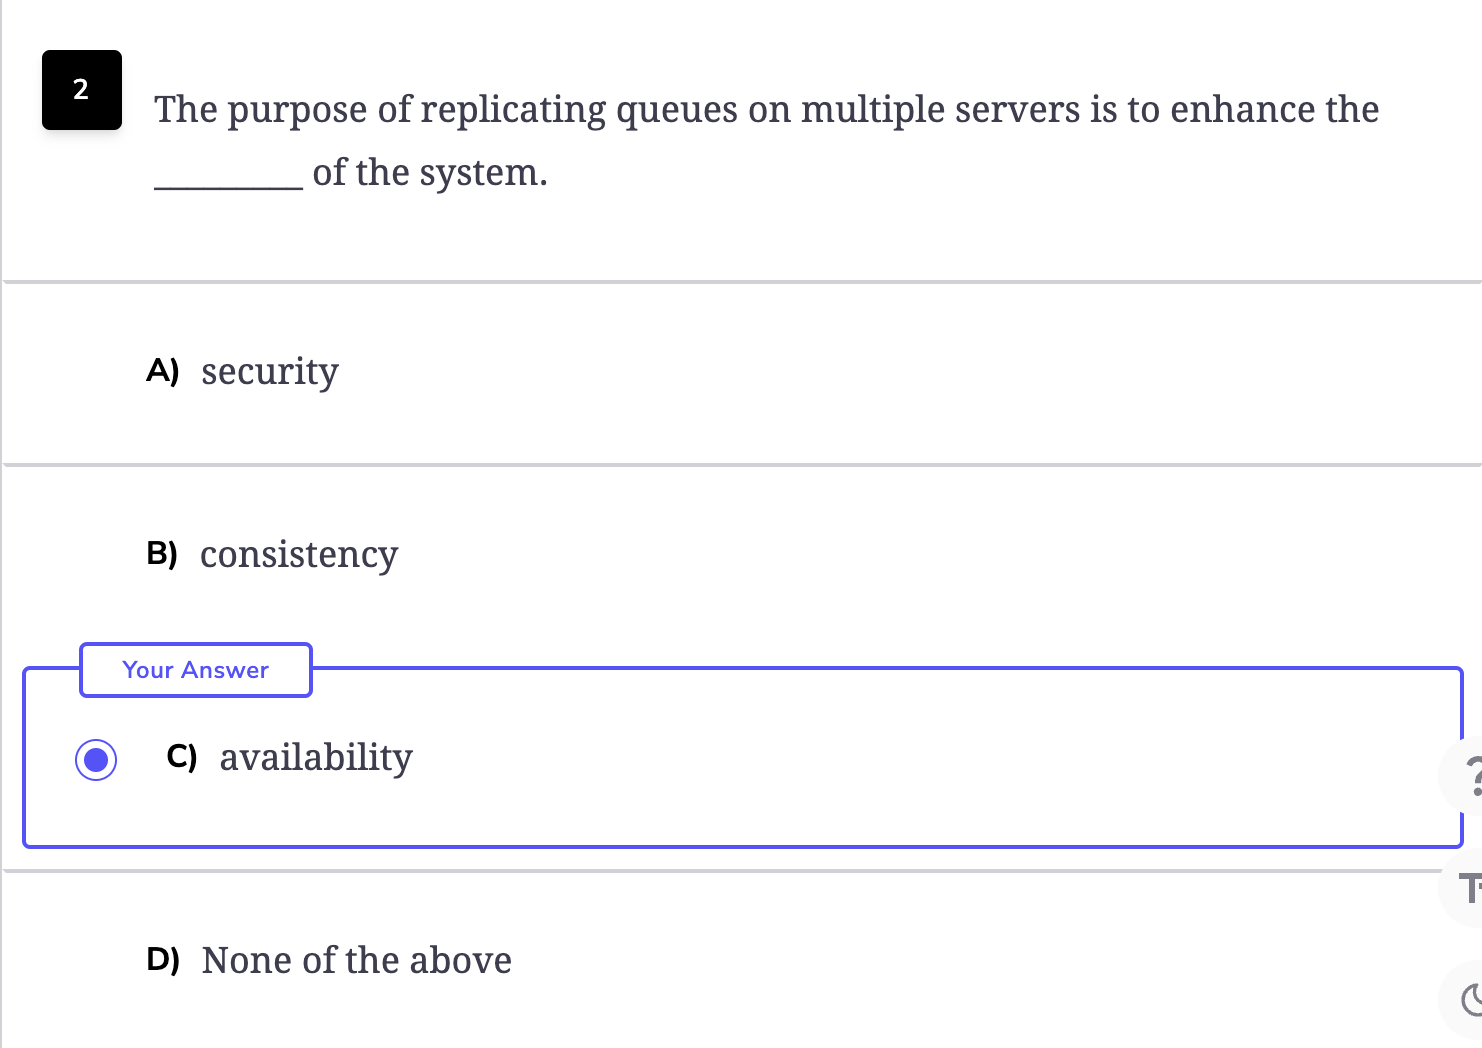 2
The purpose of replicating queues on multiple servers is to enhance the
_________ of the system.
A) security
B) consistency
Your Answer
C) availability
?
D) None of the above